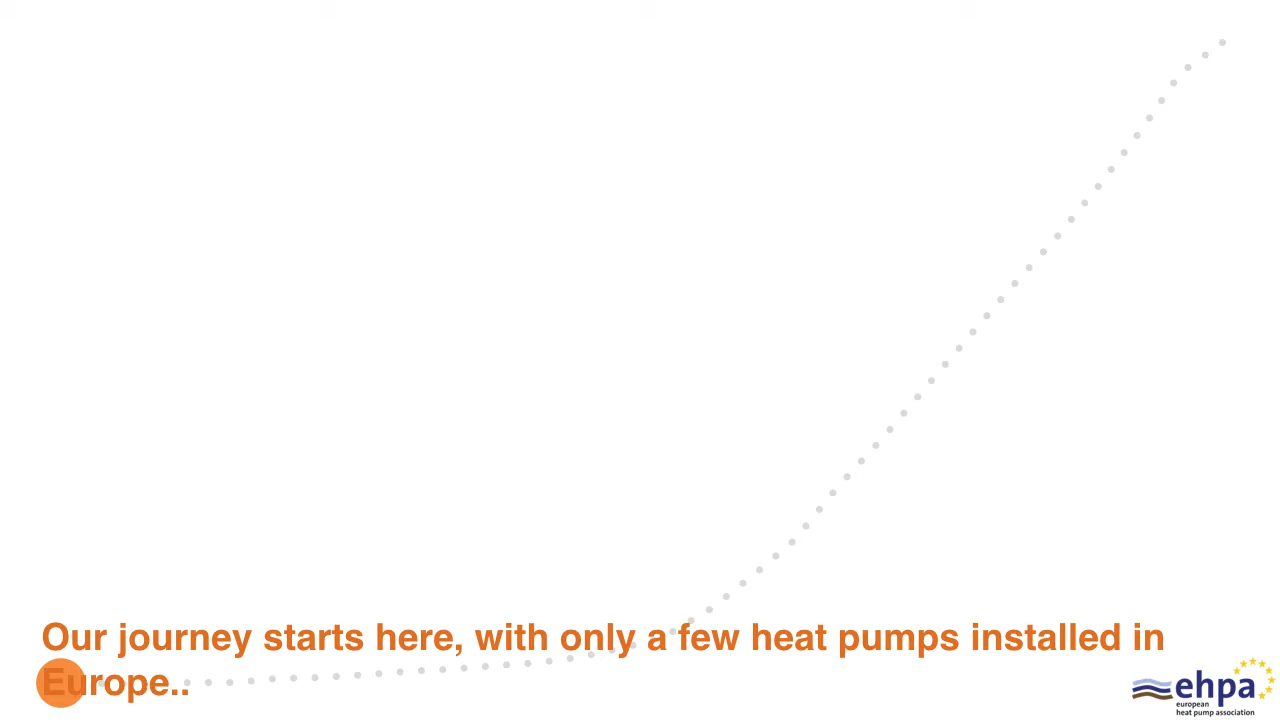 Our journey starts here, with only a few heat pumps installed in
Europe..
ehpa
european
heat pump association